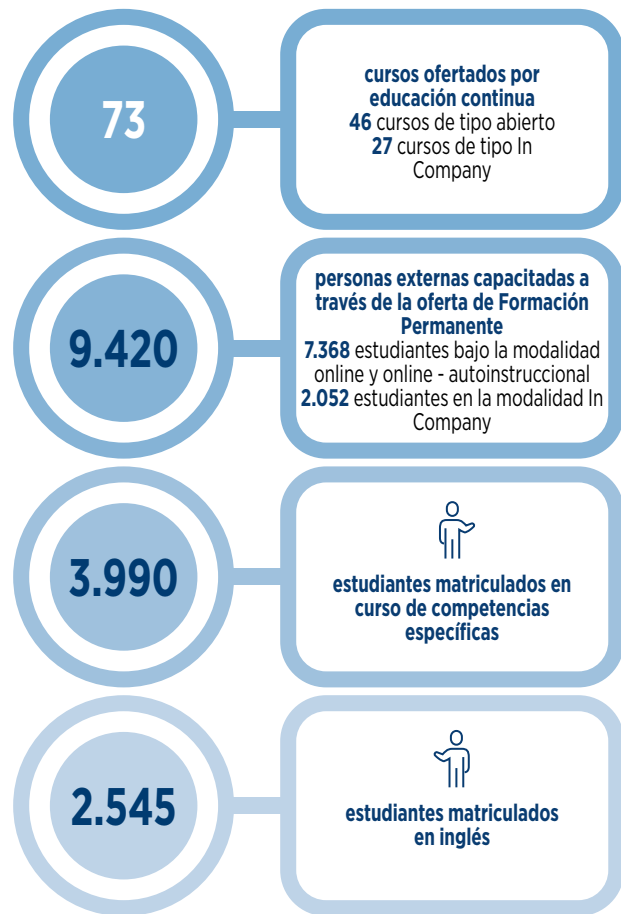 73
cursos ofertados por
educación continua
46 cursos de tipo abierto
27 cursos de tipo In
Company
9.420
personas externas capacitadas a
través de la oferta de Formación
Permanente
7.368 estudiantes bajo la modalidad
online y online - autoinstruccional
2.052 estudiantes en la modalidad In
Company
3.990
estudiantes matriculados en
curso de competencias
específicas
2.545
estudiantes matriculados
en inglés